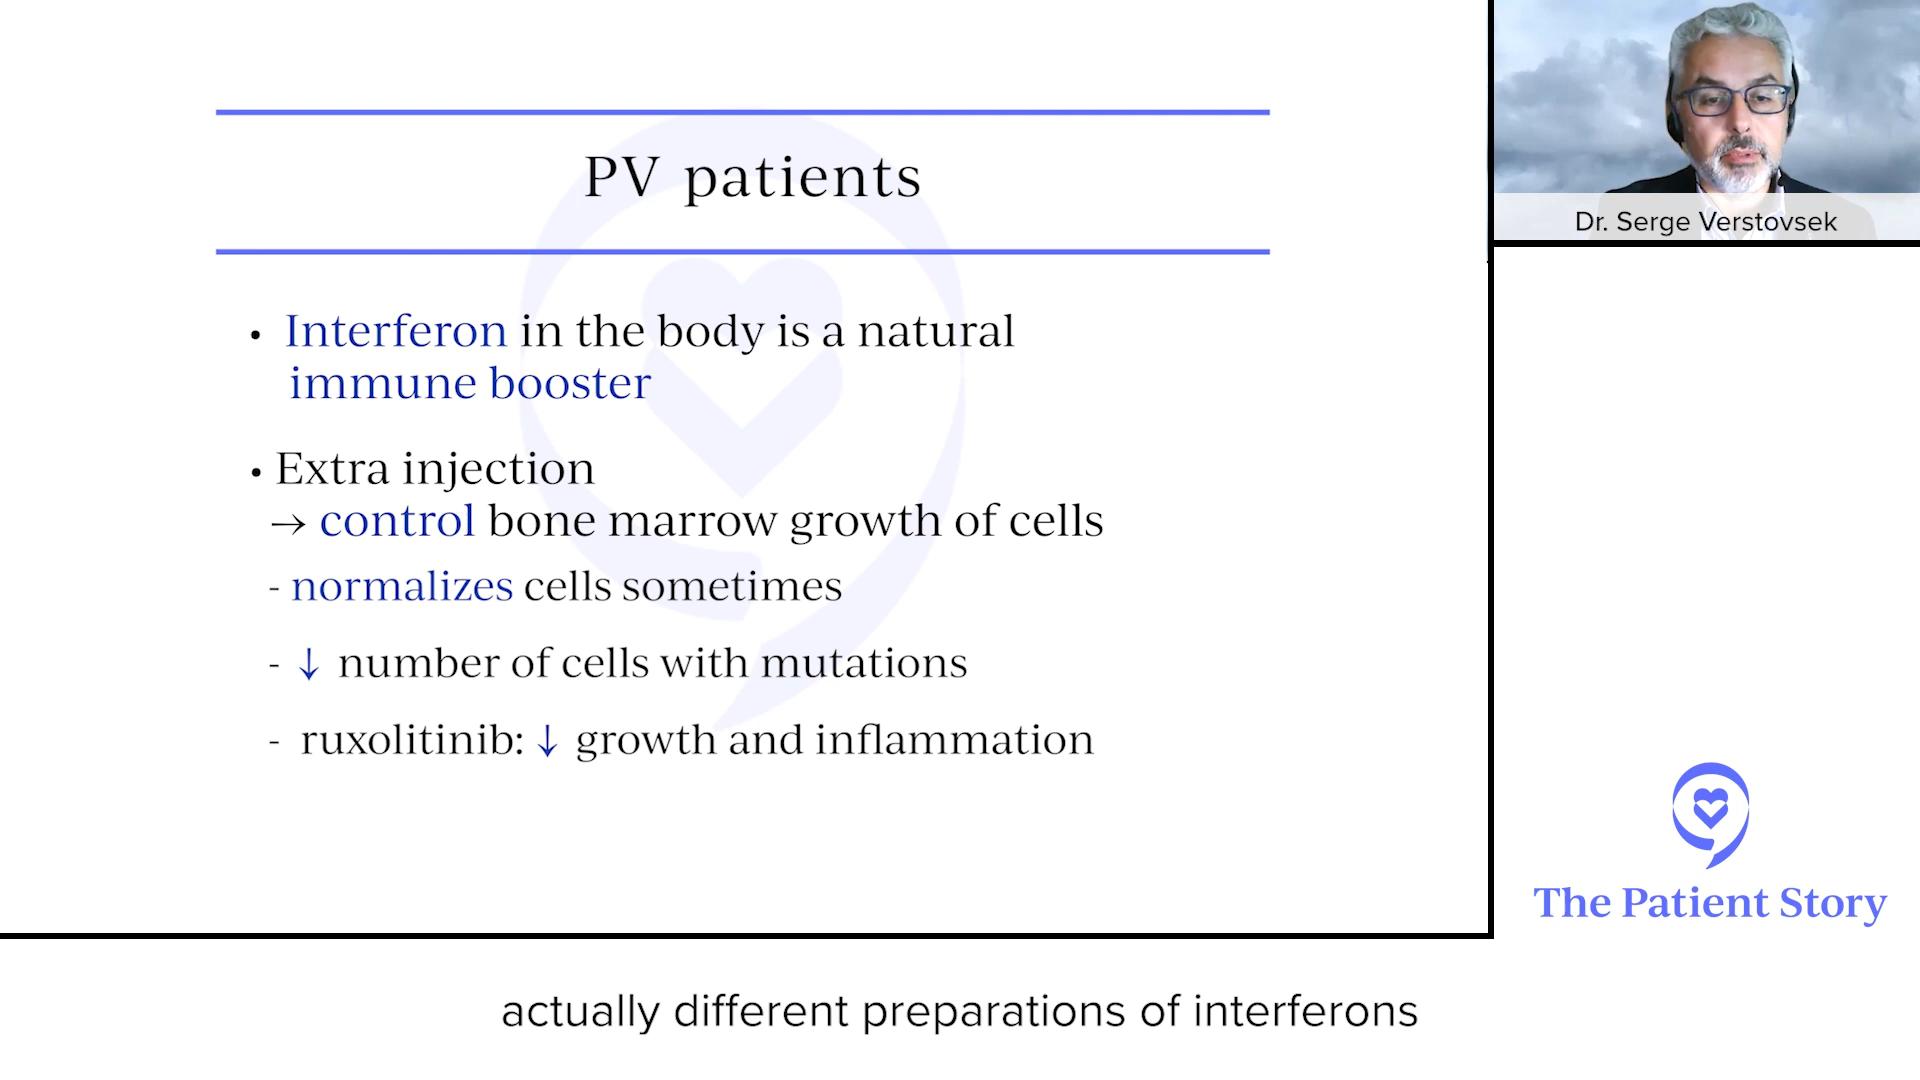 PV patients
• Interferon in the body is a natural
immune booster
• Extra injection
→ control bone marrow growth of cells
- normalizes cells sometimes
- ↓ number of cells with mutations
- ruxolitinib: ↓ growth and inflammation
Dr. Serge Verstovsek
The Patient Story
actually different preparations of interferons